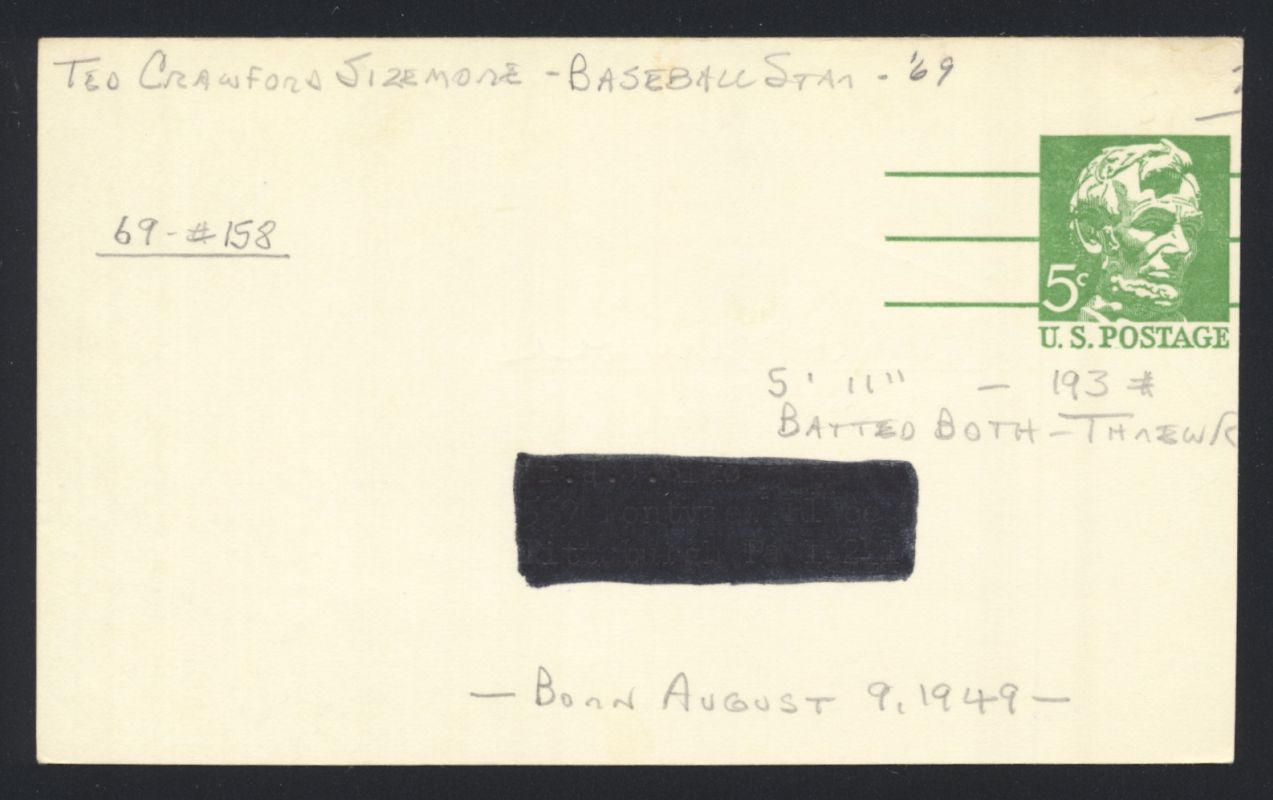 TED CRAWFORD SIZEMORE - BASEBALL STAR - '69
69 - #158
5¢
U. S. POSTAGE
5' 11" — 193 #
BATTED BOTH - THREW R
— BORN AUGUST 9, 1949 —